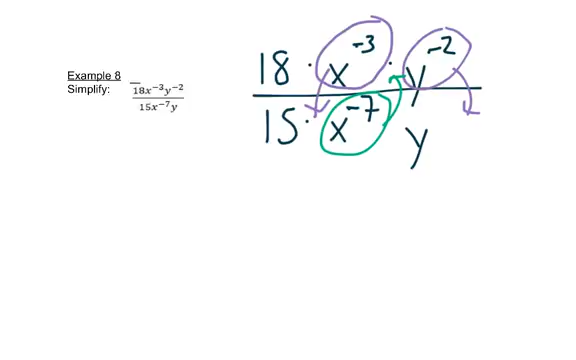 Example 8
Simplify: 18x⁻³y⁻²
15x⁻⁷y
18 · x⁻³ · y⁻²
15 · x⁻⁷ y